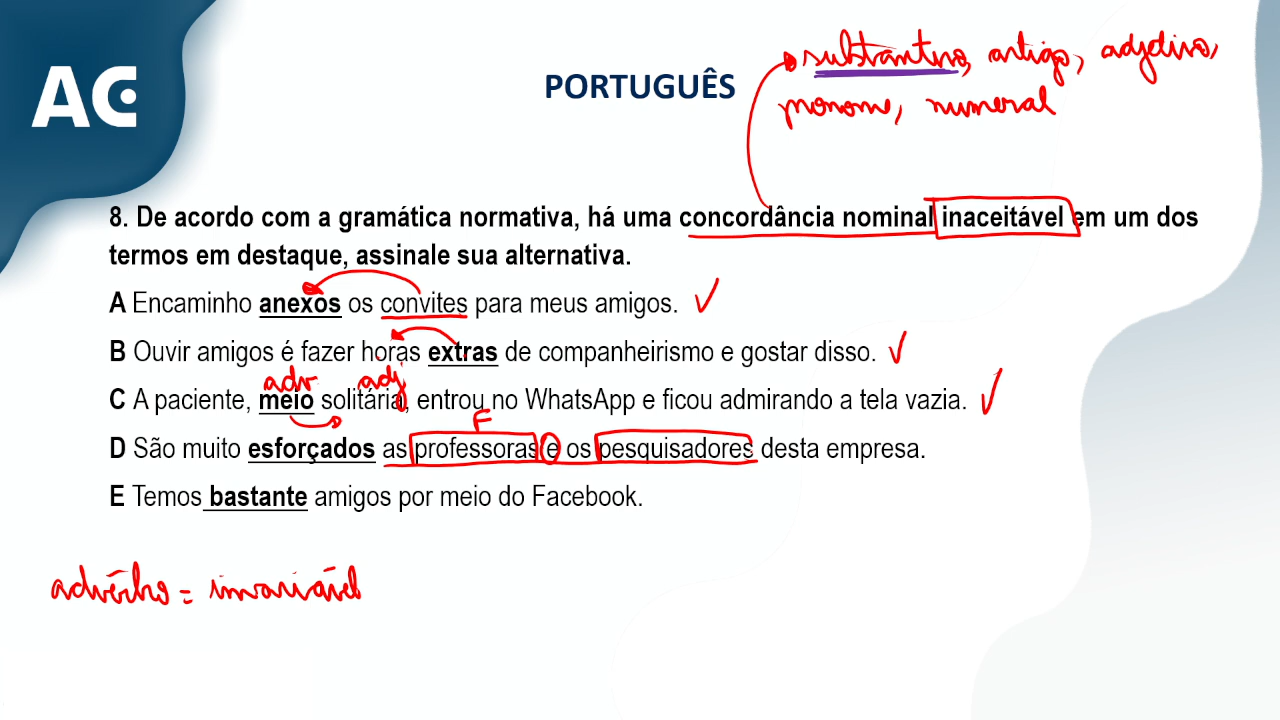 AC
substantivo, artigo, adjetivo,
PORTUGUÊS
pronome, numeral
8. De acordo com a gramática normativa, há uma concordância nominal inaceitável em um dos
termos em destaque, assinale sua alternativa.
A Encaminho anexos os convites para meus amigos.
B Ouvir amigos é fazer horas extras de companheirismo e gostar disso.
adv adj
C A paciente, meio solitária, entrou no WhatsApp e ficou admirando a tela vazia.
F
D São muito esforçados as professoras e os pesquisadores desta empresa.
E Temos bastante amigos por meio do Facebook.
advérbio = invariável